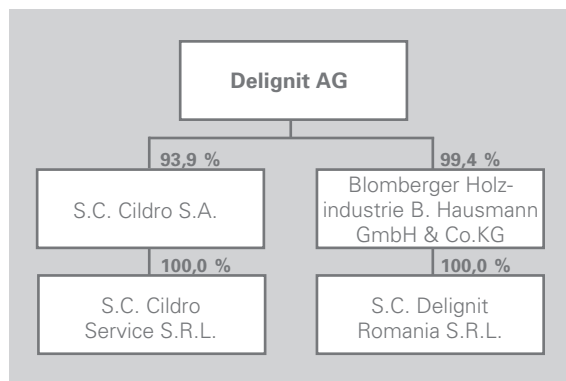 Delignit AG
93,9 %
99,4 %
S.C. Cildro S.A.
Blomberger Holz-
industrie B. Hausmann
GmbH & Co.KG
100,0 %
100,0 %
S.C. Cildro
Service S.R.L.
S.C. Delignit
Romania S.R.L.